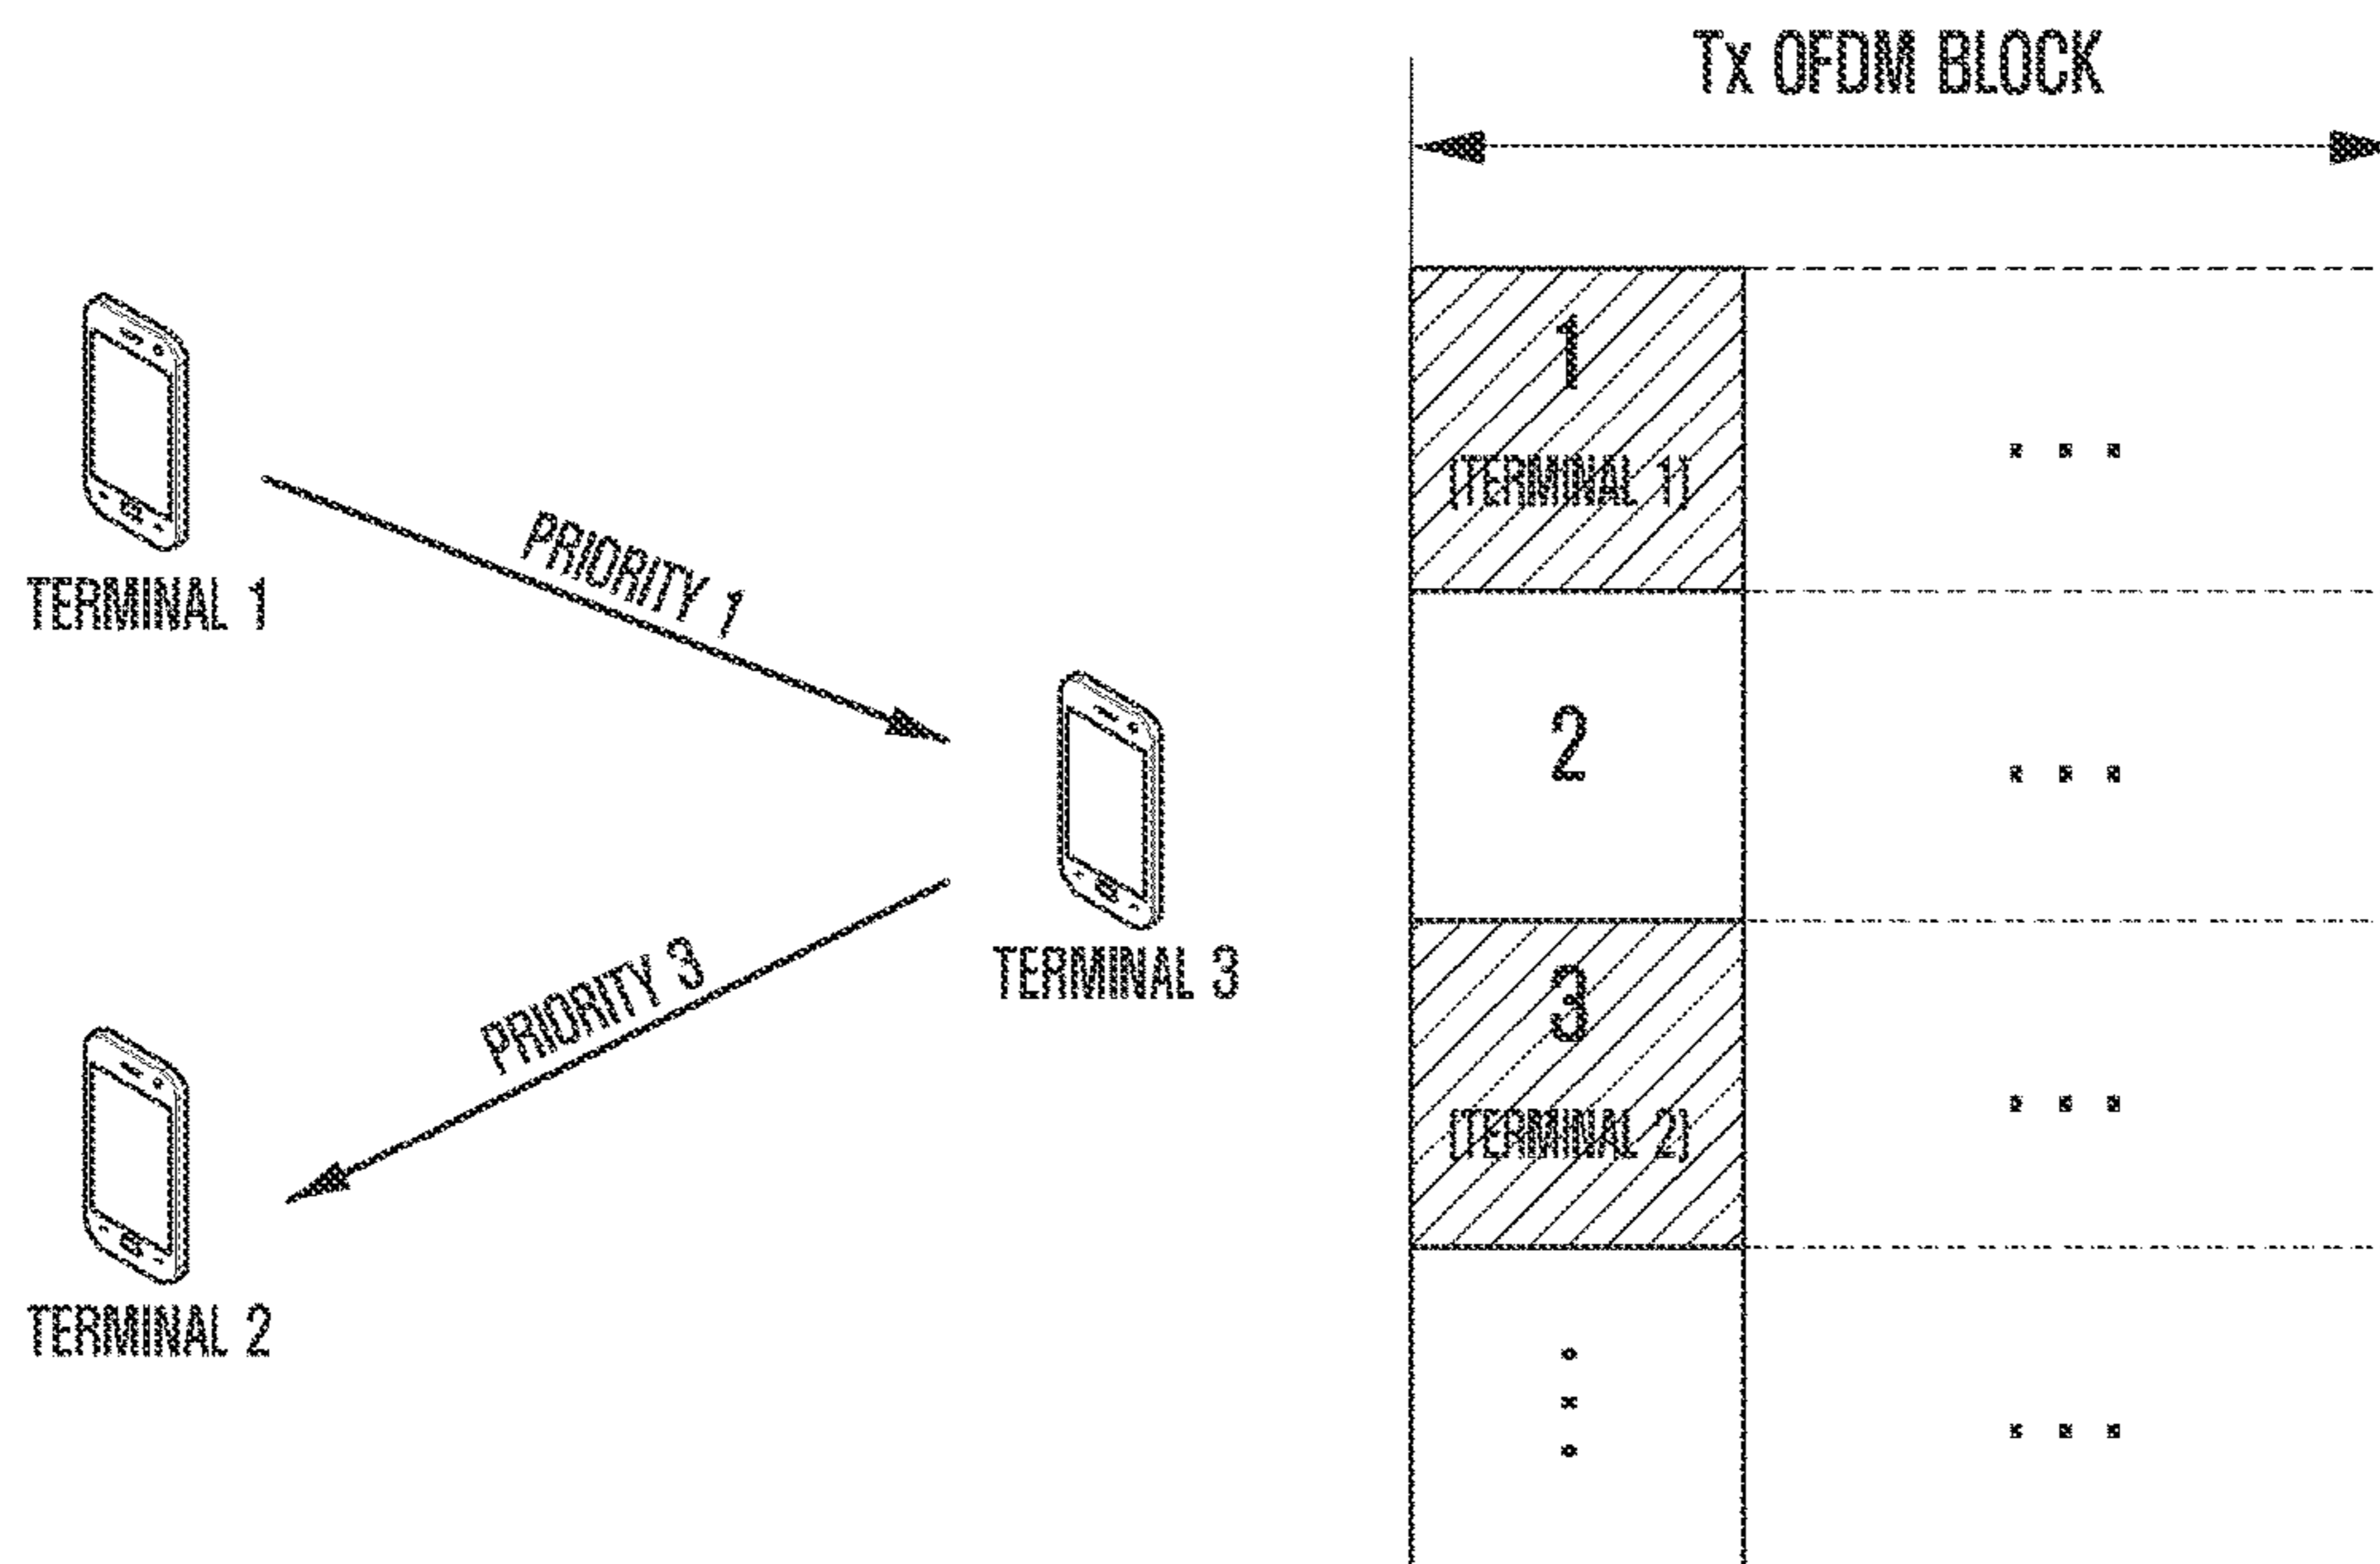 Tx OFDM BLOCK
1
[TERMINAL 1]
TERMINAL 1
PRIORITY 1
2
TERMINAL 3
PRIORITY 3
3
[TERMINAL 2]
TERMINAL 2